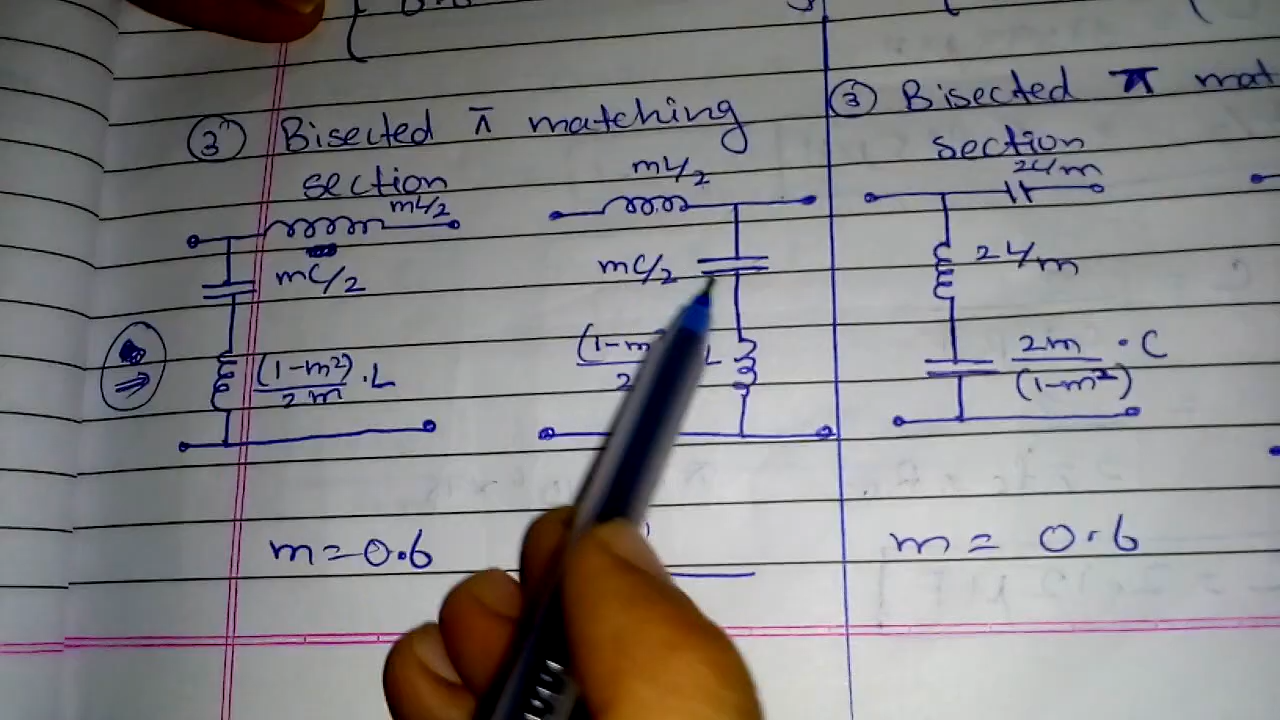 ③ Bisected π matching
section
mL/2
mC/2
(1-m²)/2m · L
m = 0.6
mL/2
mC/2
③ Bisected π mat
section
2L/m
2m/(1-m²) · C
m = 0.6